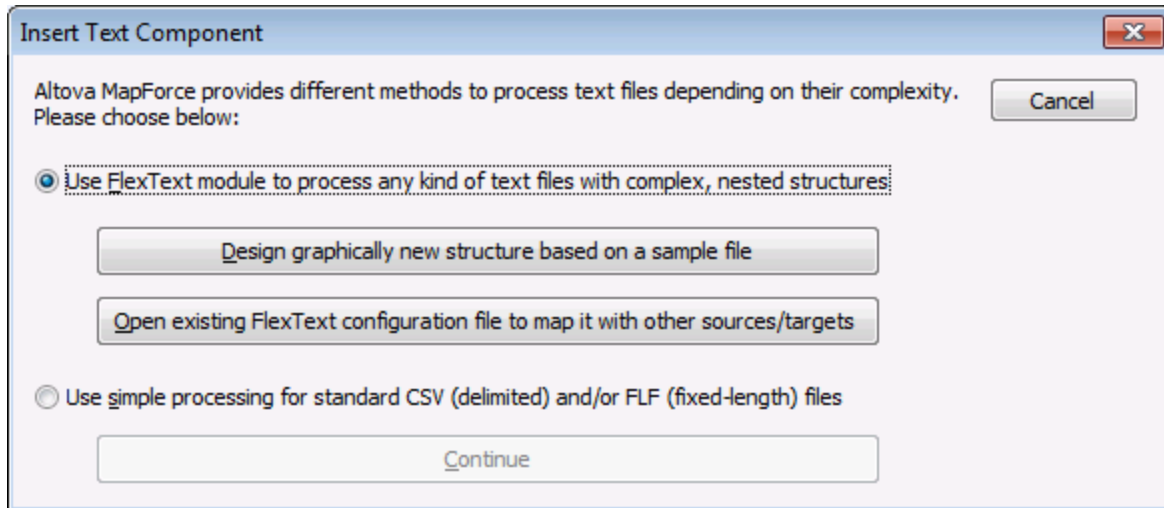 Insert Text Component
Altova MapForce provides different methods to process text files depending on their complexity.
Please choose below:
Cancel
Use FlexText module to process any kind of text files with complex, nested structures
Design graphically new structure based on a sample file
Open existing FlexText configuration file to map it with other sources/targets
Use simple processing for standard CSV (delimited) and/or FLF (fixed-length) files
Continue